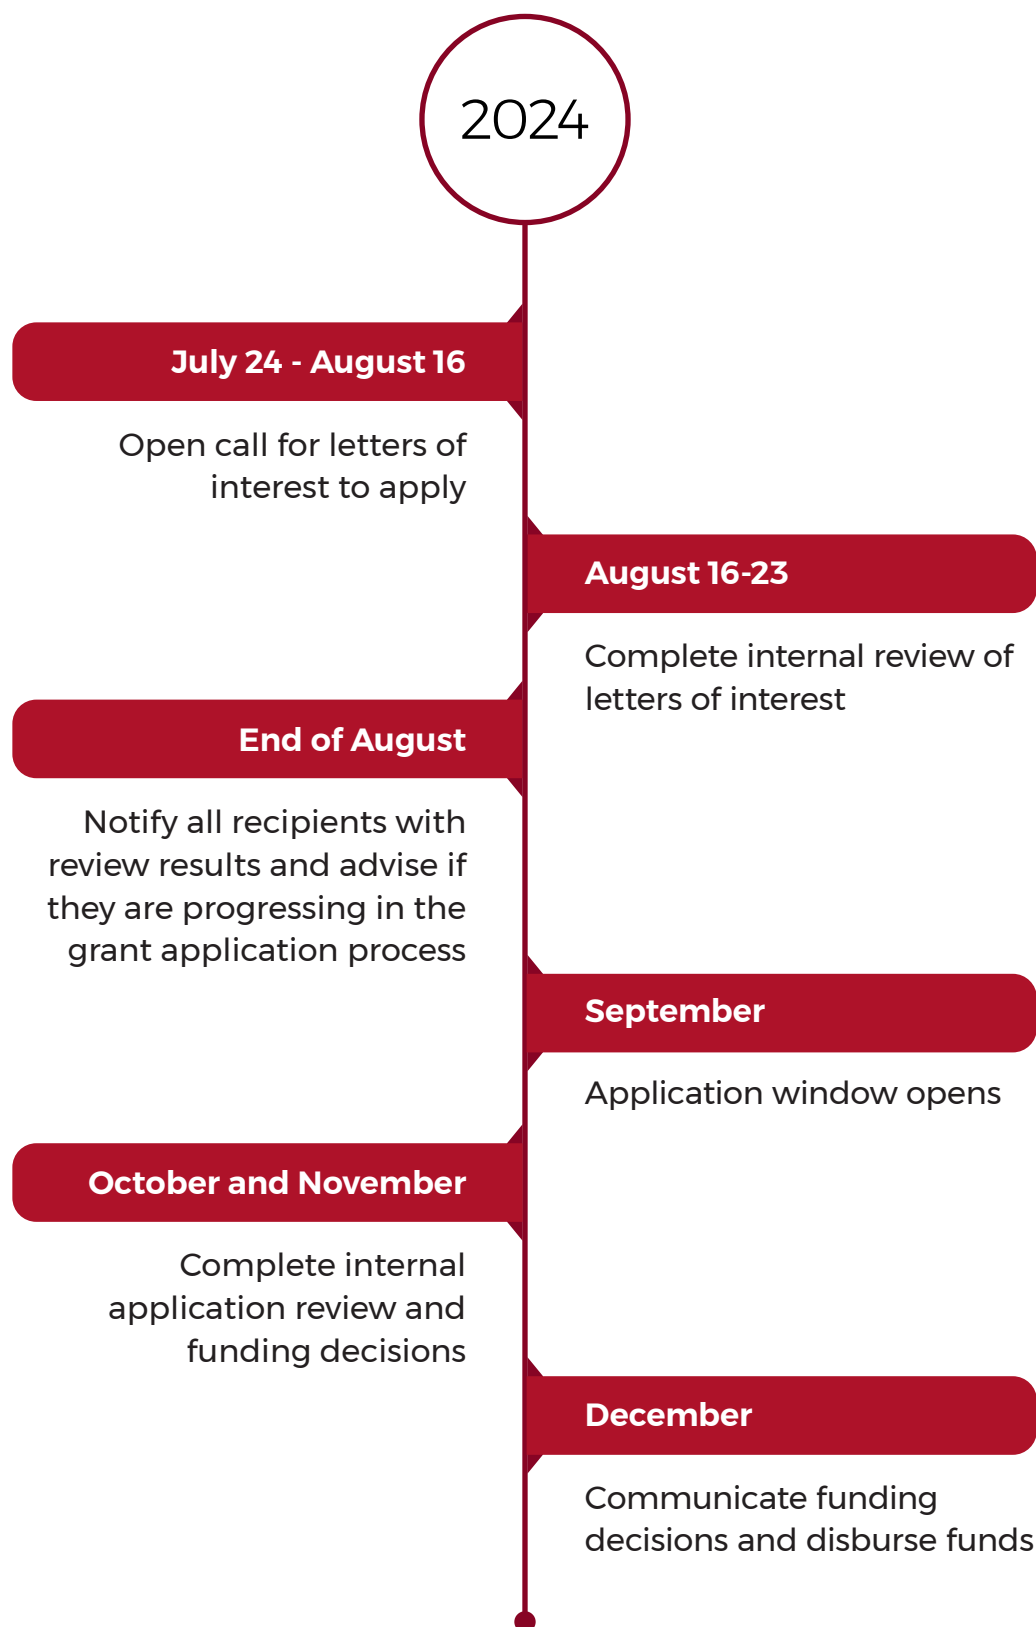 2024
July 24 - August 16
Open call for letters of
interest to apply
August 16-23
Complete internal review of
letters of interest
End of August
Notify all recipients with
review results and advise if
they are progressing in the
grant application process
September
Application window opens
October and November
Complete internal
application review and
funding decisions
December
Communicate funding
decisions and disburse funds